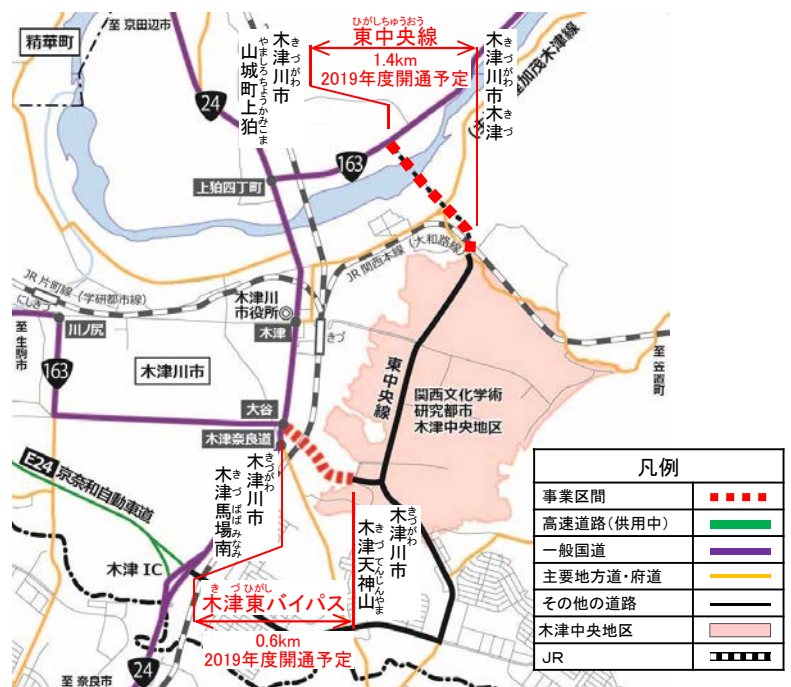 至 京田辺市
精華町
24
きづがわ
木津川市
やましろちょうかみこま
山城町上狛
ひがしちゅうおう
東中央線
1.4km
2019年度開通予定
きづがわ
木津川市
きづ
木津
加茂木津線
163
上狛四丁町
JR関西本線(大和路線)
JR片町線(学研都市線)
にしきづ
木津川
市役所
きづ
川ノ尻
木津
至 生駒市
163
木津川市
東中央線
関西文化学術
研究都市
木津中央地区
至 笠置町
大谷
木津奈良道
E24 京奈和自動車道
きづがわ
木津川市
きづばばみなみ
木津馬場南
きづがわ
木津川市
きづてんじんやま
木津天神山
木津IC
きづひがし
木津東バイパス
0.6km
2019年度開通予定
24
至 奈良市
凡例
事業区間
高速道路(供用中)
一般国道
主要地方道・府道
その他の道路
木津中央地区
JR